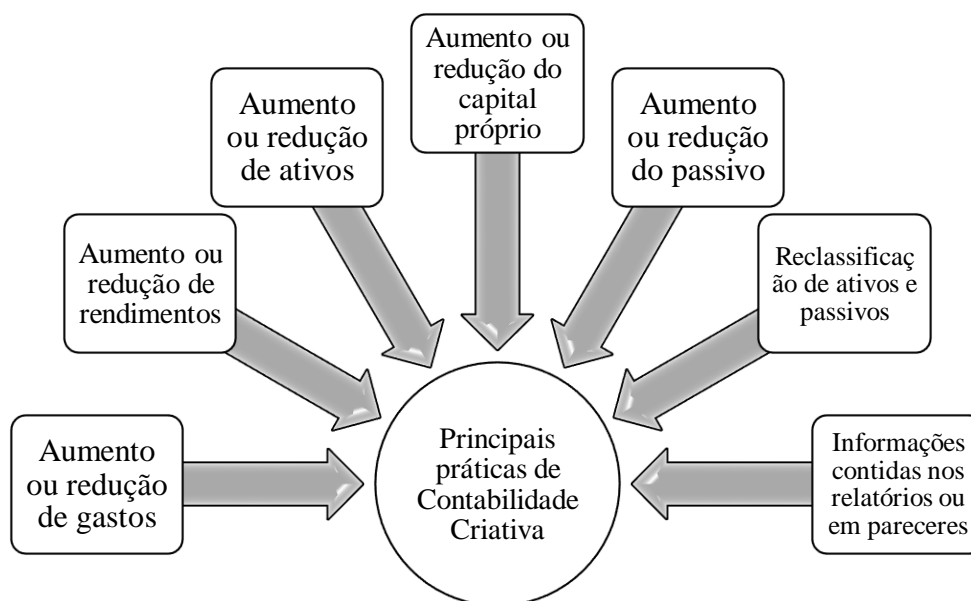 Aumento ou
redução do
capital
próprio
Aumento
ou redução
de ativos
Aumento
ou redução
do passivo
Aumento ou
redução de
rendimentos
Reclassificaç
ão de ativos e
passivos
Aumento
ou redução
de gastos
Principais
práticas de
Contabilidade
Criativa
Informações
contidas nos
relatórios ou
em pareceres